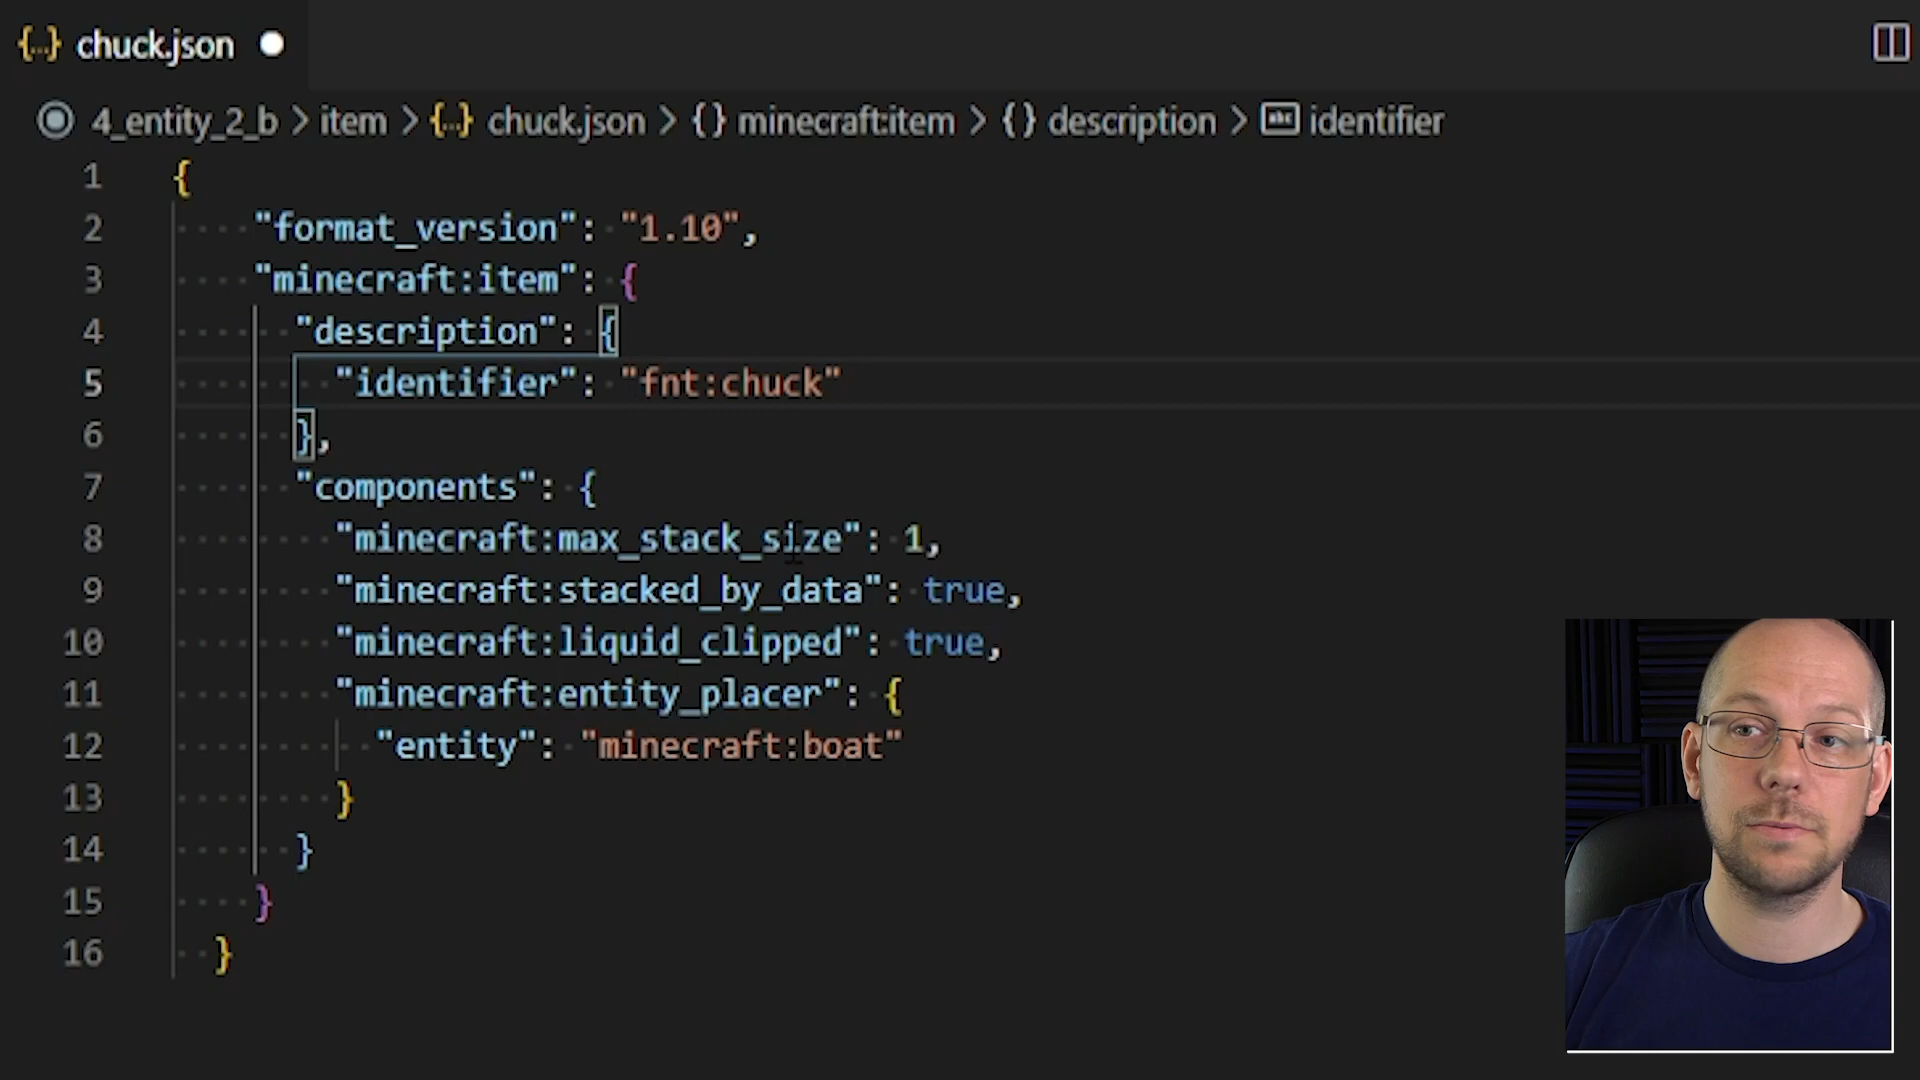 {..} chuck.json
4_entity_2_b > item > {..} chuck.json > {} minecraft:item > {} description > abc identifier
1 {
2 "format_version": "1.10",
3 "minecraft:item": {
4 "description": {
5 "identifier": "fnt:chuck"
6 },
7 "components": {
8 "minecraft:max_stack_size": 1,
9 "minecraft:stacked_by_data": true,
10 "minecraft:liquid_clipped": true,
11 "minecraft:entity_placer": {
12 "entity": "minecraft:boat"
13 }
14 }
15 }
16 }